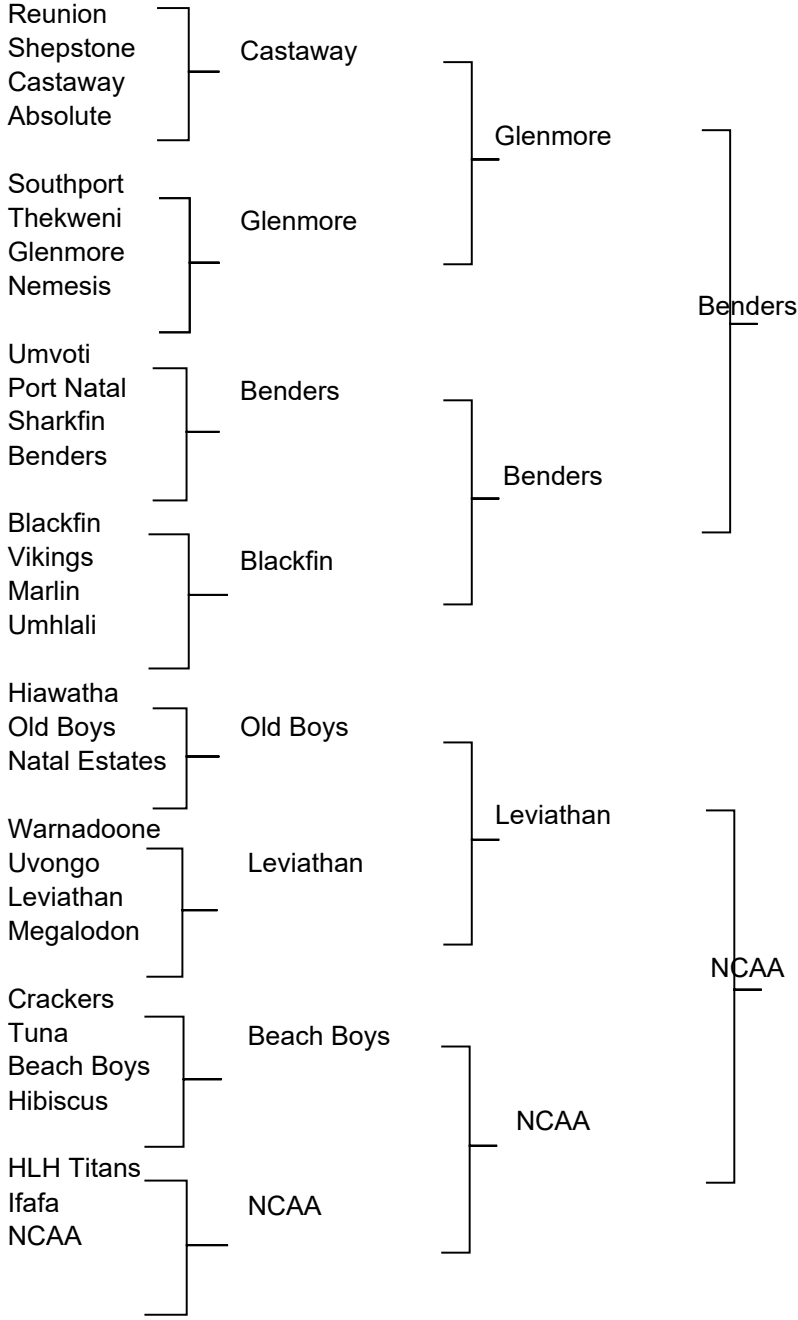 Reunion
Shepstone
Castaway
Absolute
Southport
Thekweni
Glenmore
Nemesis
Umvoti
Port Natal
Sharkfin
Benders
Blackfin
Vikings
Marlin
Umhlali
Hiawatha
Old Boys
Natal Estates
Warnadoone
Uvongo
Leviathan
Megalodon
Crackers
Tuna
Beach Boys
Hibiscus
HLH Titans
Ifafa
NCAA
Castaway
Glenmore
Benders
Blackfin
Old Boys
Leviathan
Beach Boys
NCAA
Glenmore
Benders
Leviathan
NCAA
Benders
NCAA